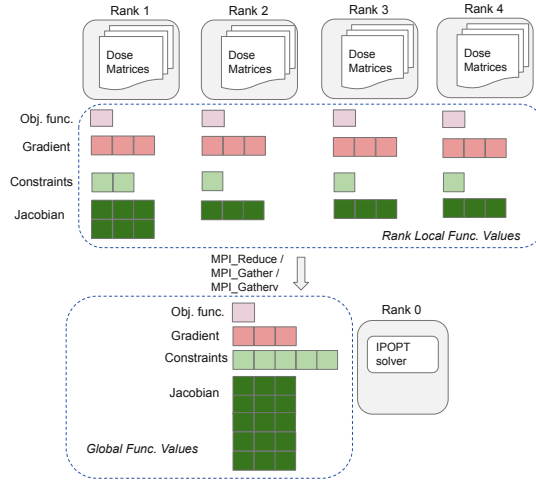 Rank 1
Rank 2
Rank 3
Rank 4
Dose
Matrices
Dose
Matrices
Dose
Matrices
Dose
Matrices
Obj. func.
Gradient
Constraints
Jacobian
Rank Local Func. Values
MPI_Reduce /
MPI_Gather /
MPI_Gatherv
Obj. func.
Gradient
Constraints
Jacobian
Global Func. Values
Rank 0
IPOPT
solver